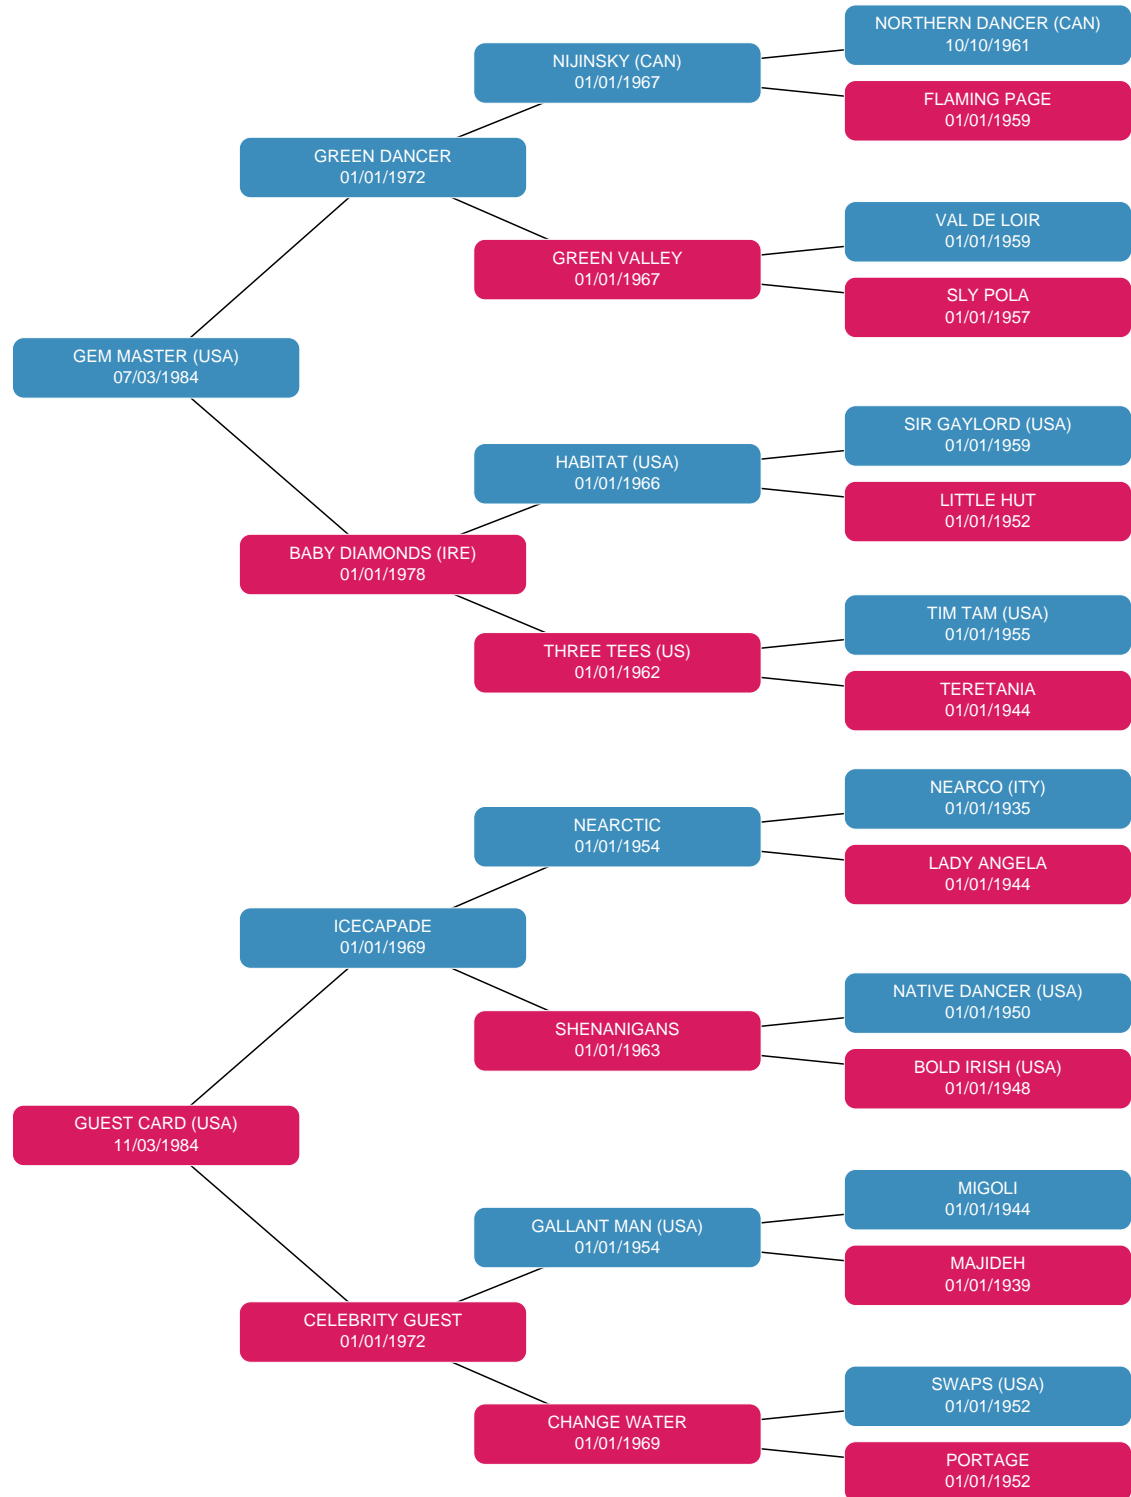 NORTHERN DANCER (CAN)
10/10/1961
NIJINSKY (CAN)
01/01/1967
FLAMING PAGE
01/01/1959
GREEN DANCER
01/01/1972
VAL DE LOIR
01/01/1959
GREEN VALLEY
01/01/1967
SLY POLA
01/01/1957
GEM MASTER (USA)
07/03/1984
SIR GAYLORD (USA)
01/01/1959
HABITAT (USA)
01/01/1966
LITTLE HUT
01/01/1952
BABY DIAMONDS (IRE)
01/01/1978
TIM TAM (USA)
01/01/1955
THREE TEES (US)
01/01/1962
TERETANIA
01/01/1944
NEARCO (ITY)
01/01/1935
NEARCTIC
01/01/1954
LADY ANGELA
01/01/1944
ICECAPADE
01/01/1969
NATIVE DANCER (USA)
01/01/1950
SHENANIGANS
01/01/1963
BOLD IRISH (USA)
01/01/1948
GUEST CARD (USA)
11/03/1984
MIGOLI
01/01/1944
GALLANT MAN (USA)
01/01/1954
MAJIDEH
01/01/1939
CELEBRITY GUEST
01/01/1972
SWAPS (USA)
01/01/1952
CHANGE WATER
01/01/1969
PORTAGE
01/01/1952